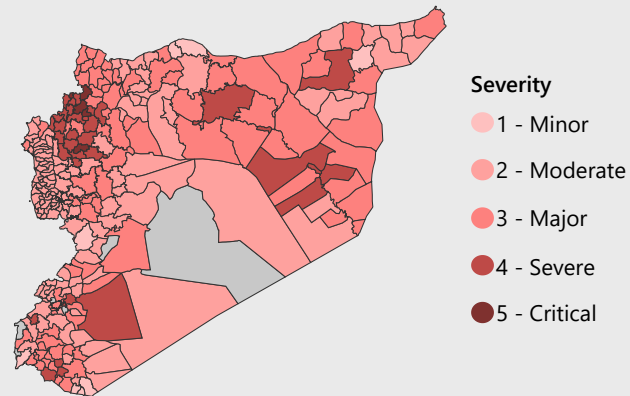 Severity
1 - Minor
2 - Moderate
3 - Major
4 - Severe
5 - Critical